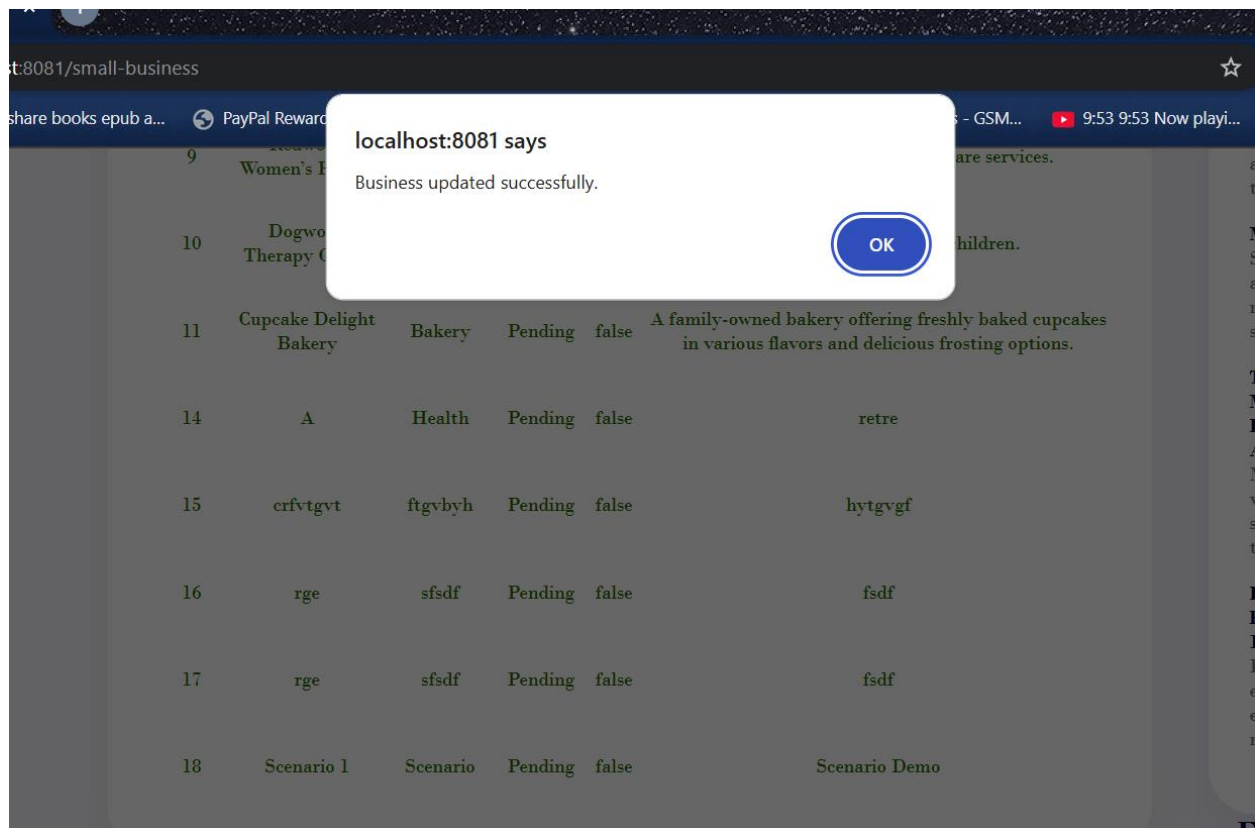 t:8081/small-business
share books epub a... PayPal Reward - GSM... 9:53 9:53 Now playi...
localhost:8081 says
Business updated successfully.
OK
9 Women's are services.
10 Dogwo children.
Therapy
11 Cupcake Delight Bakery Bakery Pending false A family-owned bakery offering freshly baked cupcakes
in various flavors and delicious frosting options.
14 A Health Pending false retre
15 crfvtgvt ftgvbyh Pending false hytgvgf
16 rge sfsdf Pending false fsdf
17 rge sfsdf Pending false fsdf
18 Scenario 1 Scenario Pending false Scenario Demo